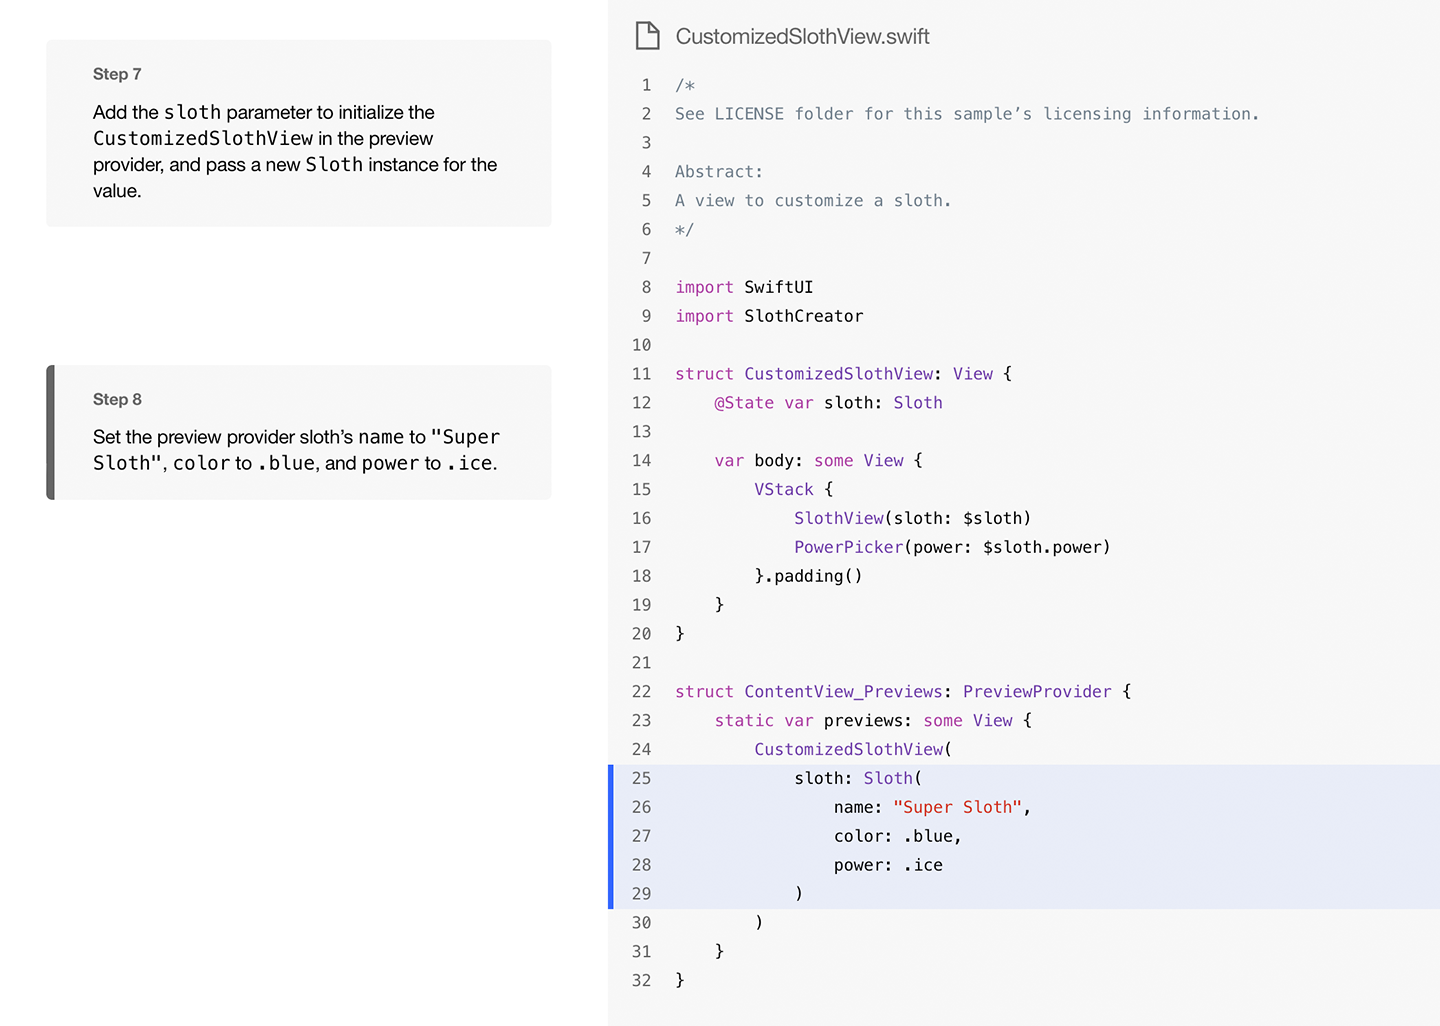 Step 7
Add the sloth parameter to initialize the
CustomizedSlothView in the preview
provider, and pass a new Sloth instance for the
value.
Step 8
Set the preview provider sloth’s name to "Super
Sloth", color to .blue, and power to .ice.
CustomizedSlothView.swift
1 /*
2 See LICENSE folder for this sample’s licensing information.
3
4 Abstract:
5 A view to customize a sloth.
6 */
7
8 import SwiftUI
9 import SlothCreator
10
11 struct CustomizedSlothView: View {
12     @State var sloth: Sloth
13
14     var body: some View {
15         VStack {
16             SlothView(sloth: $sloth)
17             PowerPicker(power: $sloth.power)
18         }.padding()
19     }
20 }
21
22 struct ContentView_Previews: PreviewProvider {
23     static var previews: some View {
24         CustomizedSlothView(
25             sloth: Sloth(
26                 name: "Super Sloth",
27                 color: .blue,
28                 power: .ice
29             )
30         )
31     }
32 }